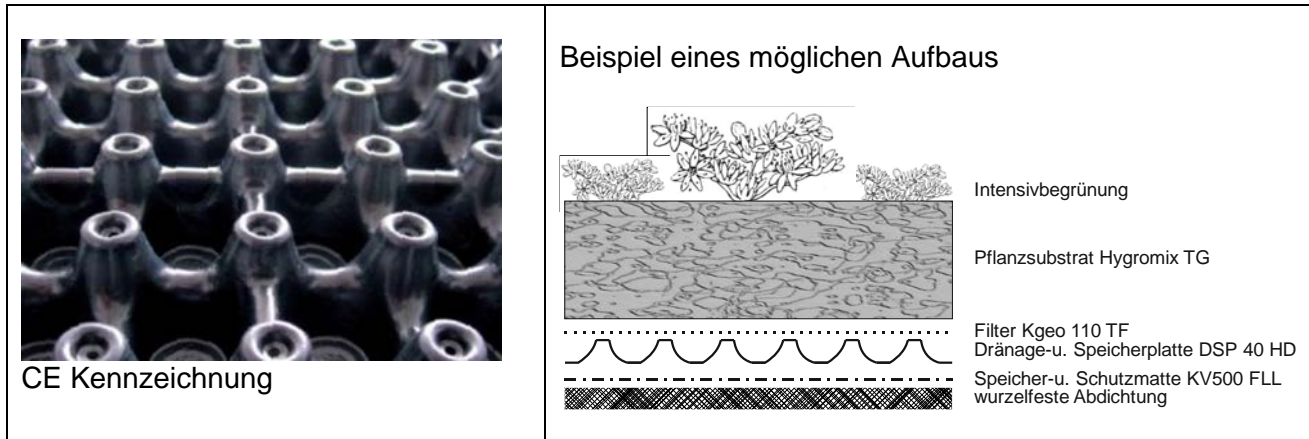 CE Kennzeichnung
Beispiel eines möglichen Aufbaus
Intensivbegrünung
Pflanzsubstrat Hygromix TG
Filter Kgeo 110 TF
Dränage-u. Speicherplatte DSP 40 HD
Speicher-u. Schutzmatte KV500 FLL
wurzelfeste Abdichtung